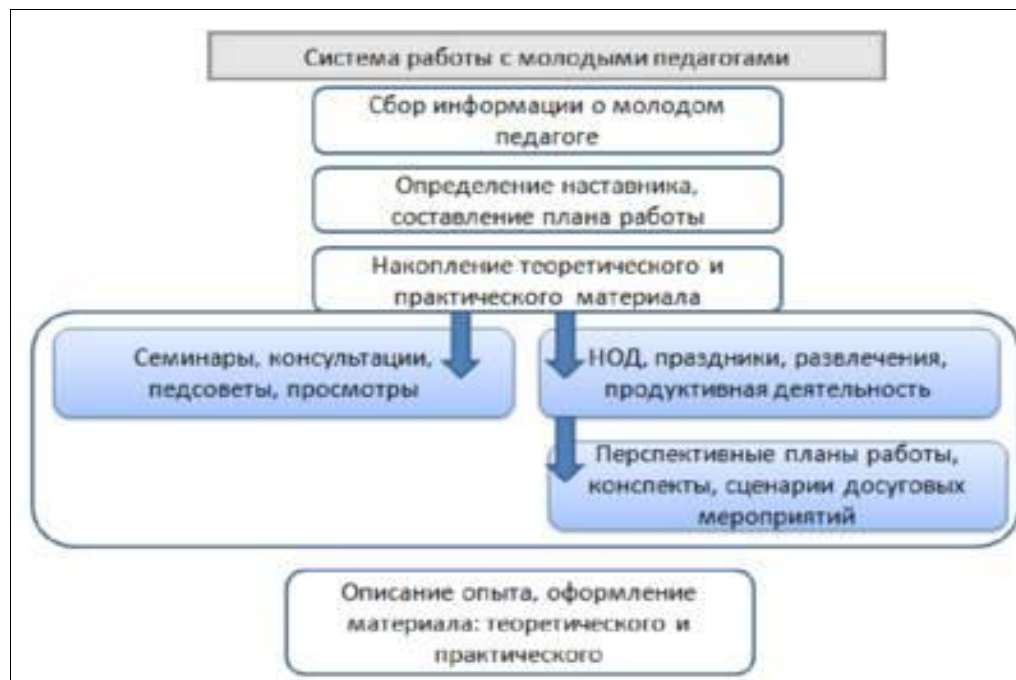 Система работы с молодыми педагогами
Сбор информации о молодом
педагоге
Определение наставника,
составление плана работы
Накопление теоретического и
практического материала
Семинары, консультации,
педсоветы, просмотры
НОД, праздники, развлечения,
продуктивная деятельность
Перспективные планы работы,
конспекты, сценарии досуговых
мероприятий
Описание опыта, оформление
материала: теоретического и
практического